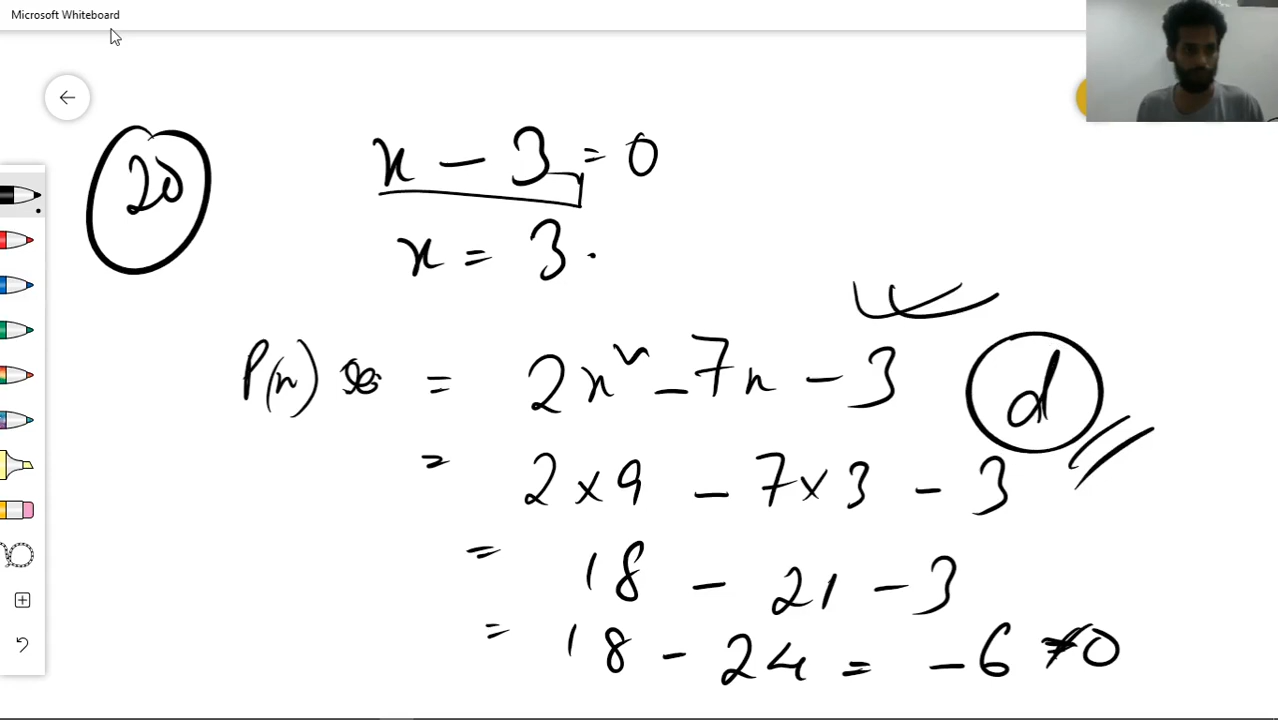 Microsoft Whiteboard
20
x - 3 = 0
x = 3.
P(x) = 2x² - 7x - 3
d
= 2 × 9 - 7 × 3 - 3
= 18 - 21 - 3
= 18 - 24 = -6 ≠ 0